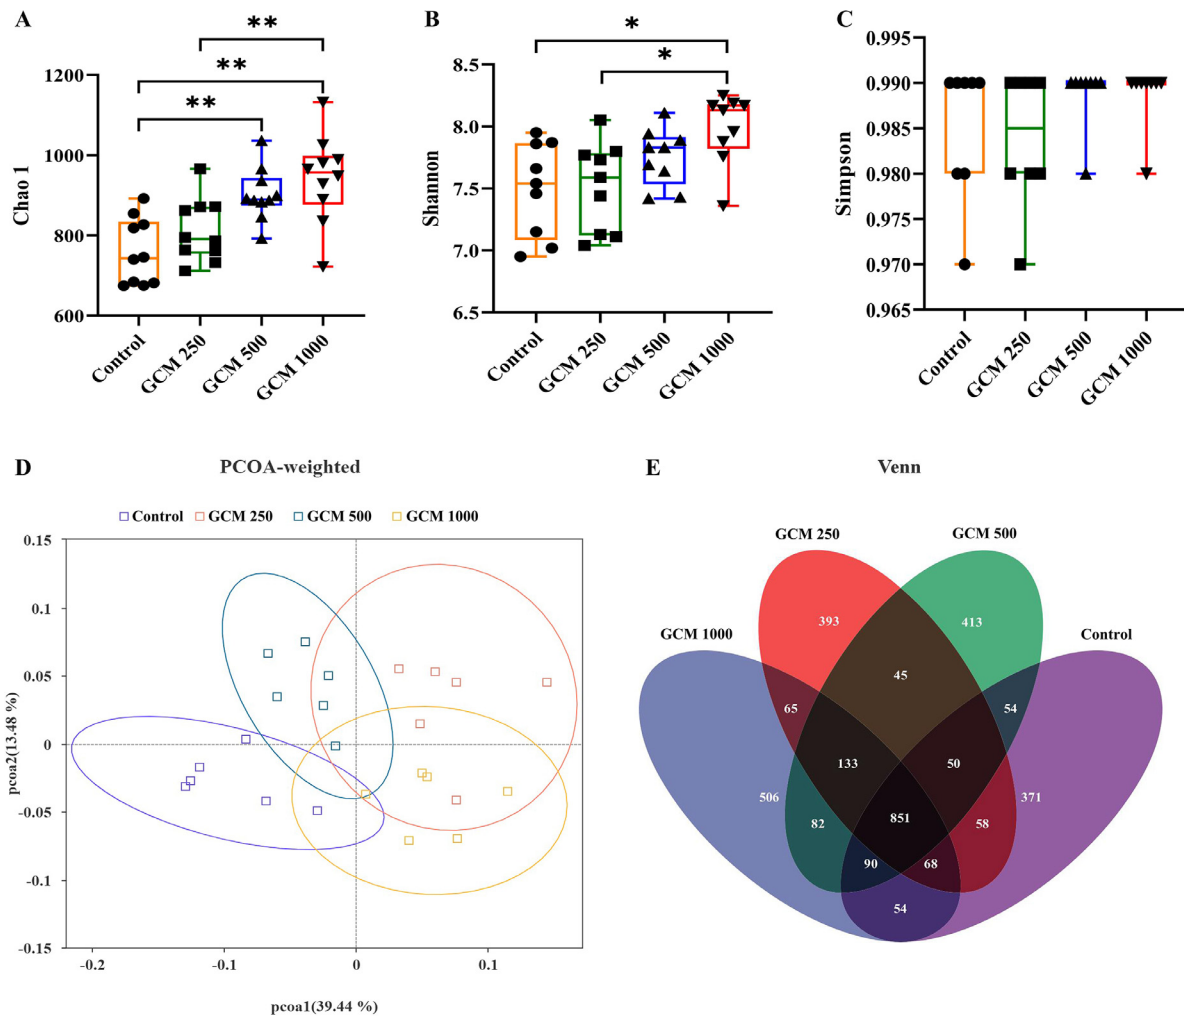 A
**
**
**
Chao 1
1200
1000
800
600
Control
GCM 250
GCM 500
GCM 1000
B
*
*
Shannon
8.5
8.0
7.5
7.0
6.5
Control
GCM 250
GCM 500
GCM 1000
C
Simpson
0.995
0.990
0.985
0.980
0.975
0.970
0.965
Control
GCM 250
GCM 500
GCM 1000
D
PCOA-weighted
Control
GCM 250
GCM 500
GCM 1000
pcoa2(13.48 %)
0.15
0.1
0.05
0
-0.05
-0.1
-0.15
-0.2
-0.1
0
0.1
pcoa1(39.44 %)
E
Venn
GCM 250
GCM 500
GCM 1000
Control
393
413
45
65
54
133
50
506
371
82
851
58
90
68
54